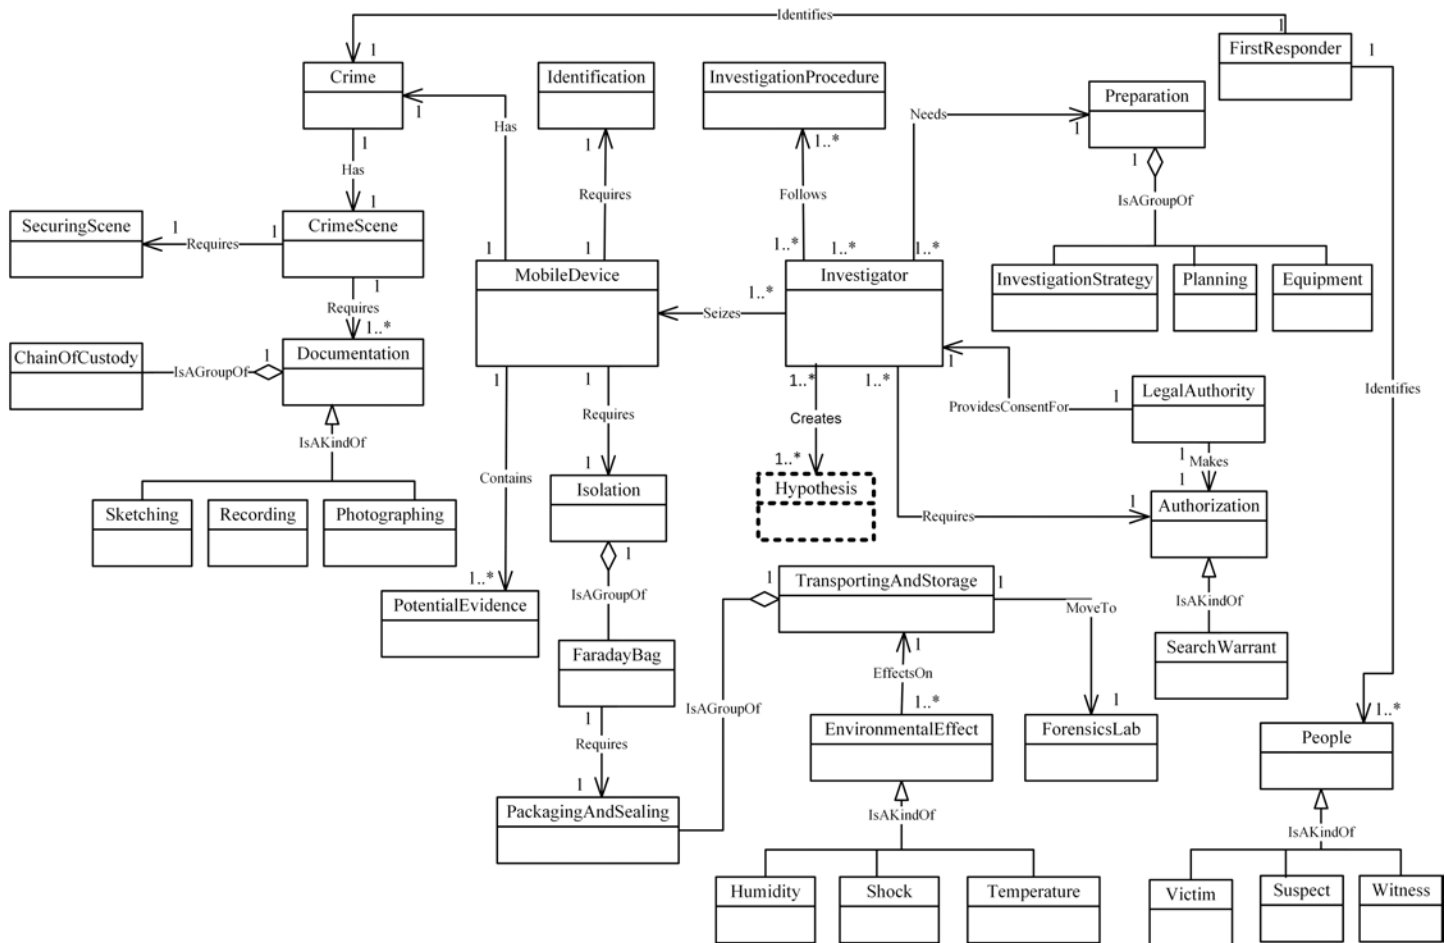 Identifies
1
1
1
FirstResponder
Crime
1
Identification
1
InvestigationProcedure
1..*
Preparation
1
1
Needs
Has
1
Has
1
Requires
Follows
IsAGroupOf
SecuringScene
1
Requires
1
CrimeScene
1
1
1
1..*
1..*
1..*
InvestigationStrategy
Planning
Equipment
MobileDevice
Investigator
Seizes
1..*
Requires
1..*
ChainOfCustody
IsAGroupOf
1
Documentation
1
1
1..*
1..*
1
ProvidesConsentFor
1
LegalAuthority
Identifies
IsAKindOf
Requires
Creates
1
Makes
1
1
1..*
Contains
Sketching
Recording
Photographing
Isolation
1
Hypothesis
Requires
1
Authorization
IsAGroupOf
1..*
PotentialEvidence
1
TransportingAndStorage
1
MoveTo
IsAKindOf
SearchWarrant
FaradayBag
1
1
EffectsOn
1..*
IsAGroupOf
Requires
1
EnvironmentalEffect
1
ForensicsLab
1..*
People
PackagingAndSealing
IsAKindOf
IsAKindOf
Humidity
Shock
Temperature
Victim
Suspect
Witness